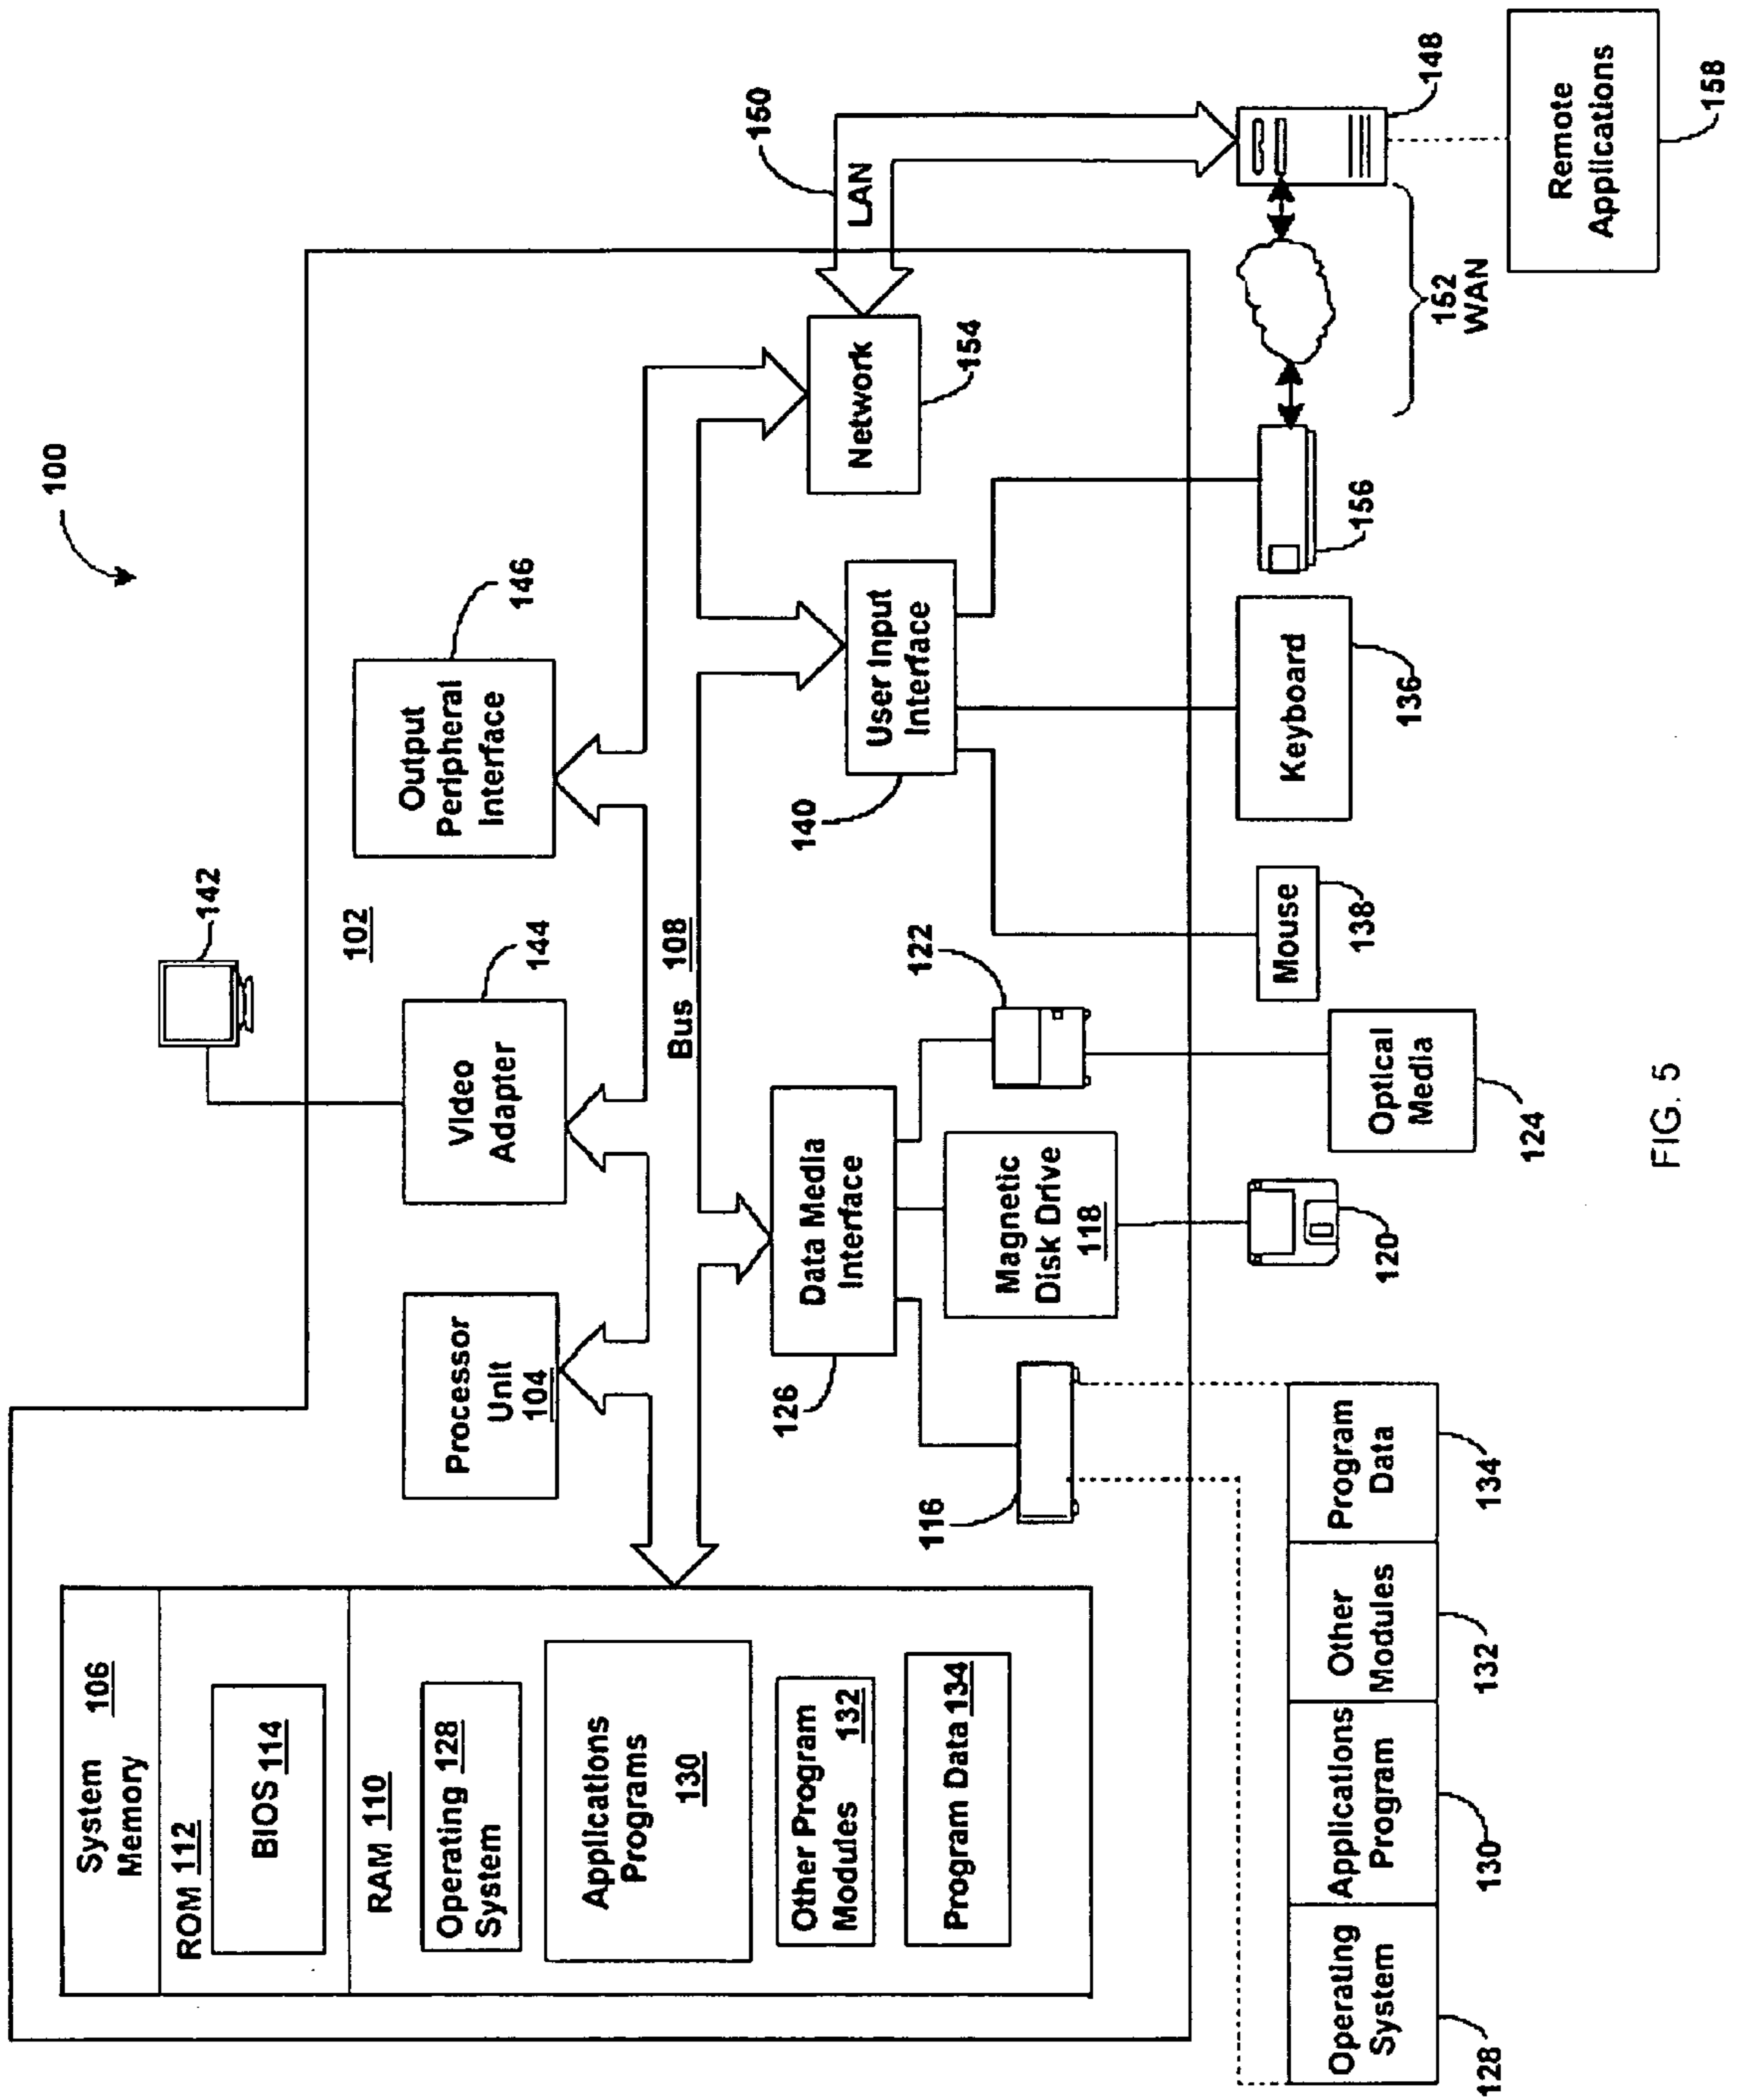 100
142
System
Memory
106
ROM 112
BIOS 114
RAM 110
Operating 128
System
Applications
Programs
130
Other Program
Modules 132
Program Data 134
Processor
Unit
104
Video
Adapter
144
102
Output
Peripheral
Interface
146
Bus 108
Data Media
Interface
126
User Input
Interface
140
Network
154
LAN
150
116
Magnetic
Disk Drive
118
122
120
Optical
Media
124
Mouse
138
Keyboard
136
156
152
WAN
148
Remote
Applications
158
Operating
System
128
Applications
Program
130
Other
Modules
132
Program
Data
134
FIG. 5